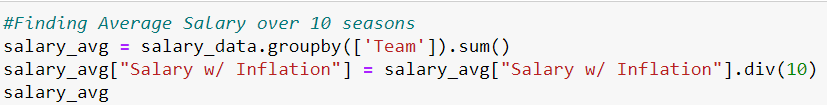 #Finding Average Salary over 10 seasons
salary_avg = salary_data.groupby(['Team']).sum()
salary_avg["Salary w/ Inflation"] = salary_avg["Salary w/ Inflation"].div(10)
salary_avg